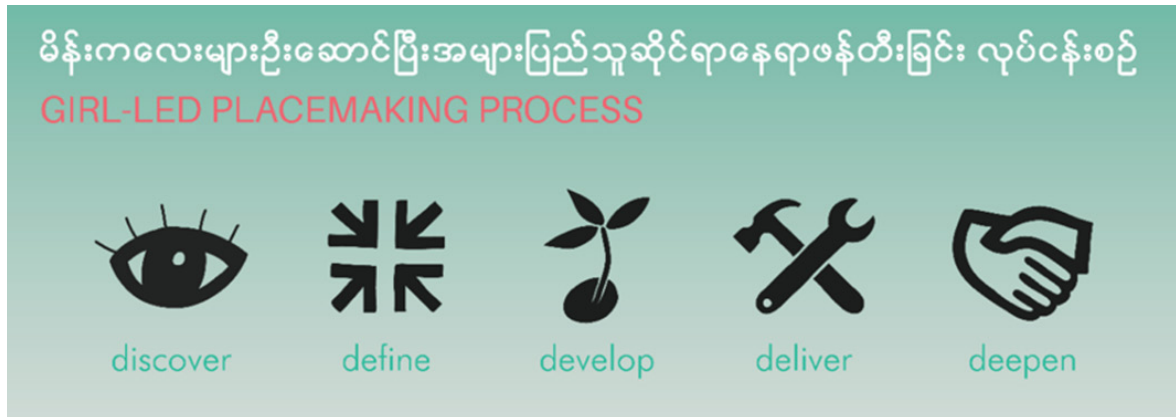 မိန်းကလေးများဦးဆောင်ပြီးအများပြည်သူဆိုင်ရာနေရာဖန်တီးခြင်း လုပ်ငန်းစဉ်
GIRL-LED PLACEMAKING PROCESS
discover define develop deliver deepen